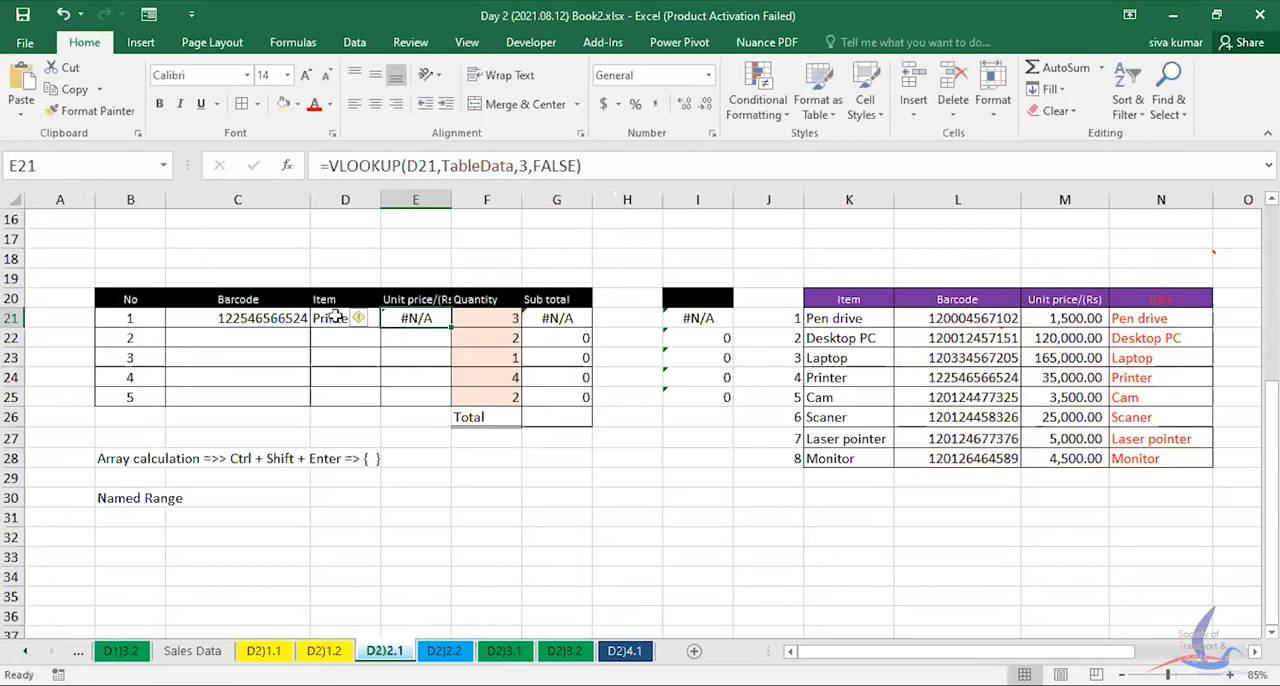 Day 2 (2021.08.12) Book2.xlsx - Excel (Product Activation Failed)
File Home Insert Page Layout Formulas Data Review View Developer Add-Ins Power Pivot Nuance PDF Tell me what you want to do... siva kumar Share
Paste Cut Copy Format Painter Clipboard
Calibri 14 A A B I U A Font
Wrap Text Merge & Center Alignment
General $ % , Number
Conditional Formatting Format as Table Cell Styles Styles
Insert Delete Format Cells
AutoSum Fill Clear Sort & Filter Find & Select Editing
E21 fx =VLOOKUP(D21,TableData,3,FALSE)
A B C D E F G H I J K L M N O
16
17
18
19
20 No Barcode Item Unit price/(Rs Quantity Sub total Item Barcode Unit price/(Rs) Item
21 1 122546566524 #N/A 3 #N/A #N/A 1 Pen drive 120004567102 1,500.00 Pen drive
22 2 2 0 0 2 Desktop PC 120012457151 120,000.00 Desktop PC
23 3 1 0 0 3 Laptop 120334567205 165,000.00 Laptop
24 4 4 0 0 4 Printer 122546566524 35,000.00 Printer
25 5 2 0 0 5 Cam 120124477325 3,500.00 Cam
26 Total 6 Scaner 120124458326 25,000.00 Scaner
27 7 Laser pointer 120124677376 5,000.00 Laser pointer
28 Array calculation =>> Ctrl + Shift + Enter => { } 8 Monitor 120126464589 4,500.00 Monitor
29
30 Named Range
31
32
33
34
35
36
37
... D1)3.2 Sales Data D2)1.1 D2)1.2 D2)2.1 D2)2.2 D2)3.1 D2)3.2 D2)4.1
Society of
Transport &
Ready 85%